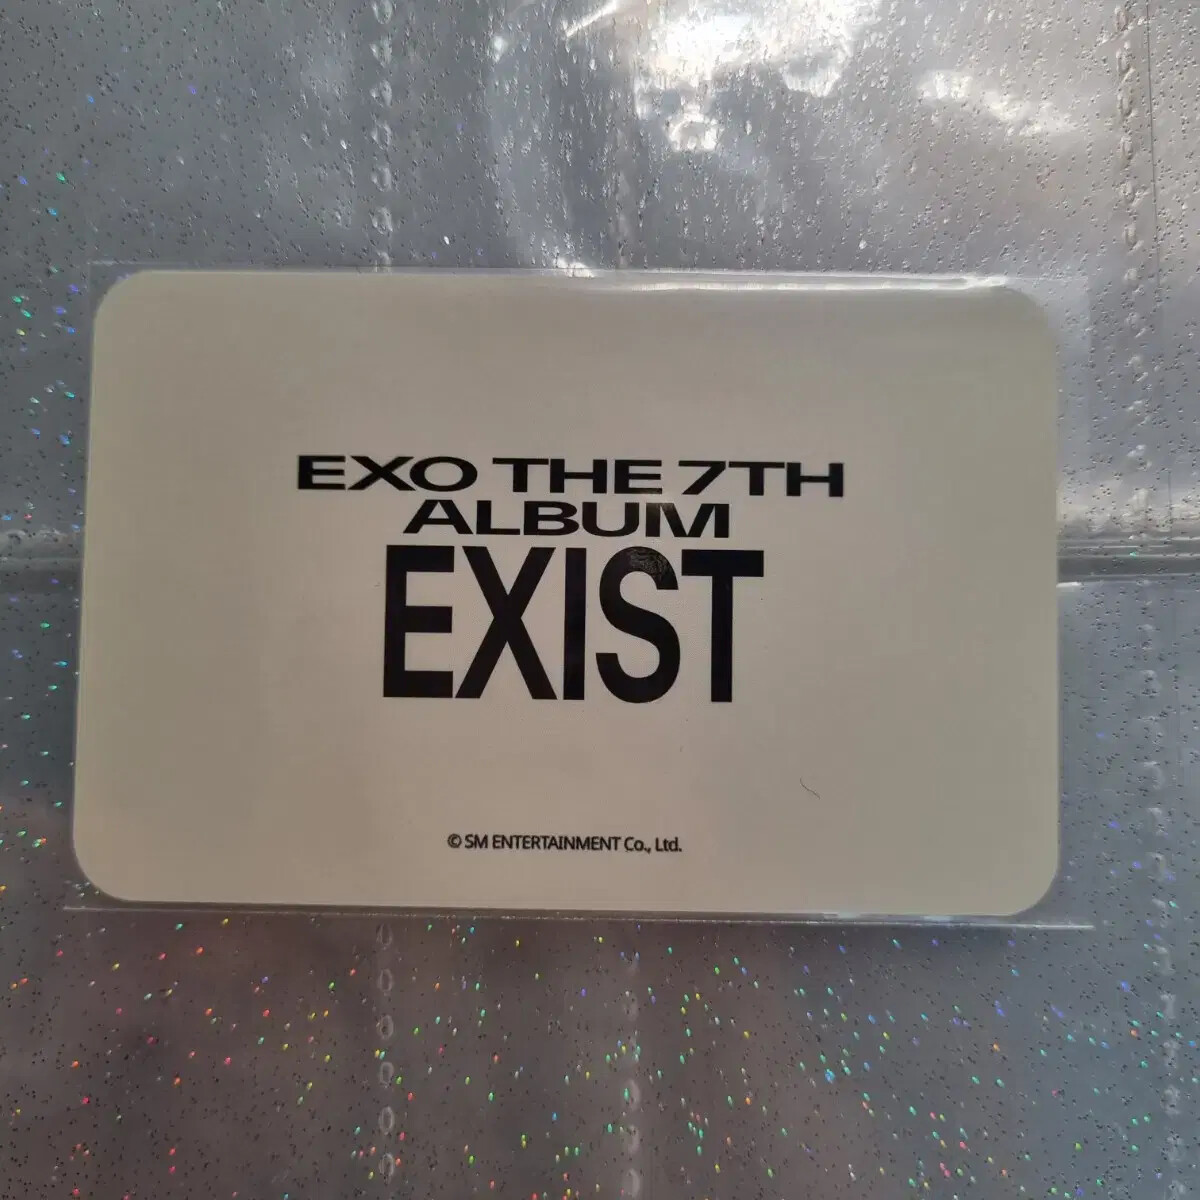 EXO THE 7TH
ALBUM
EXIST
© SM ENTERTAINMENT Co., Ltd.